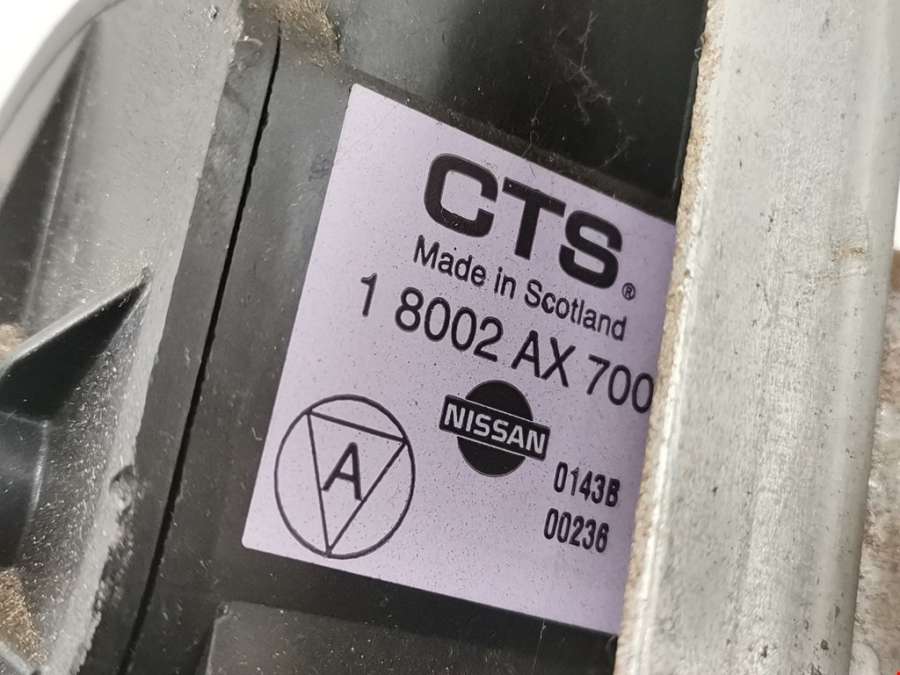 CTS®
Made in Scotland
1 8002 AX 700
NISSAN
A
0143B
00236